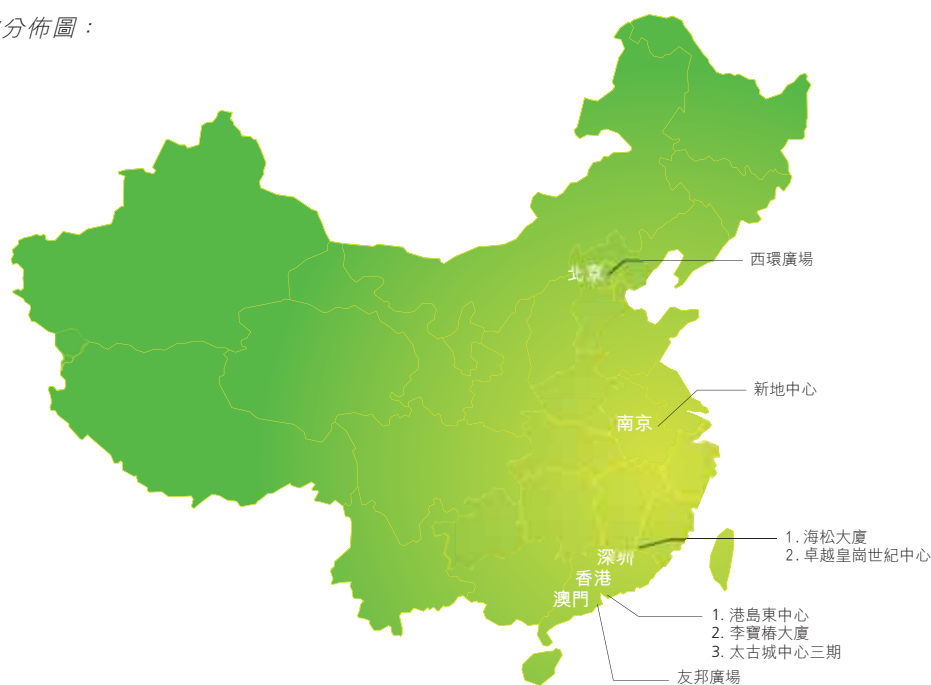 分佈圖：
北京
西環廣場
新地中心
南京
1. 海松大廈
2. 卓越皇崗世紀中心
深圳
香港
澳門
1. 港島東中心
2. 李寶椿大廈
3. 太古城中心三期
友邦廣場